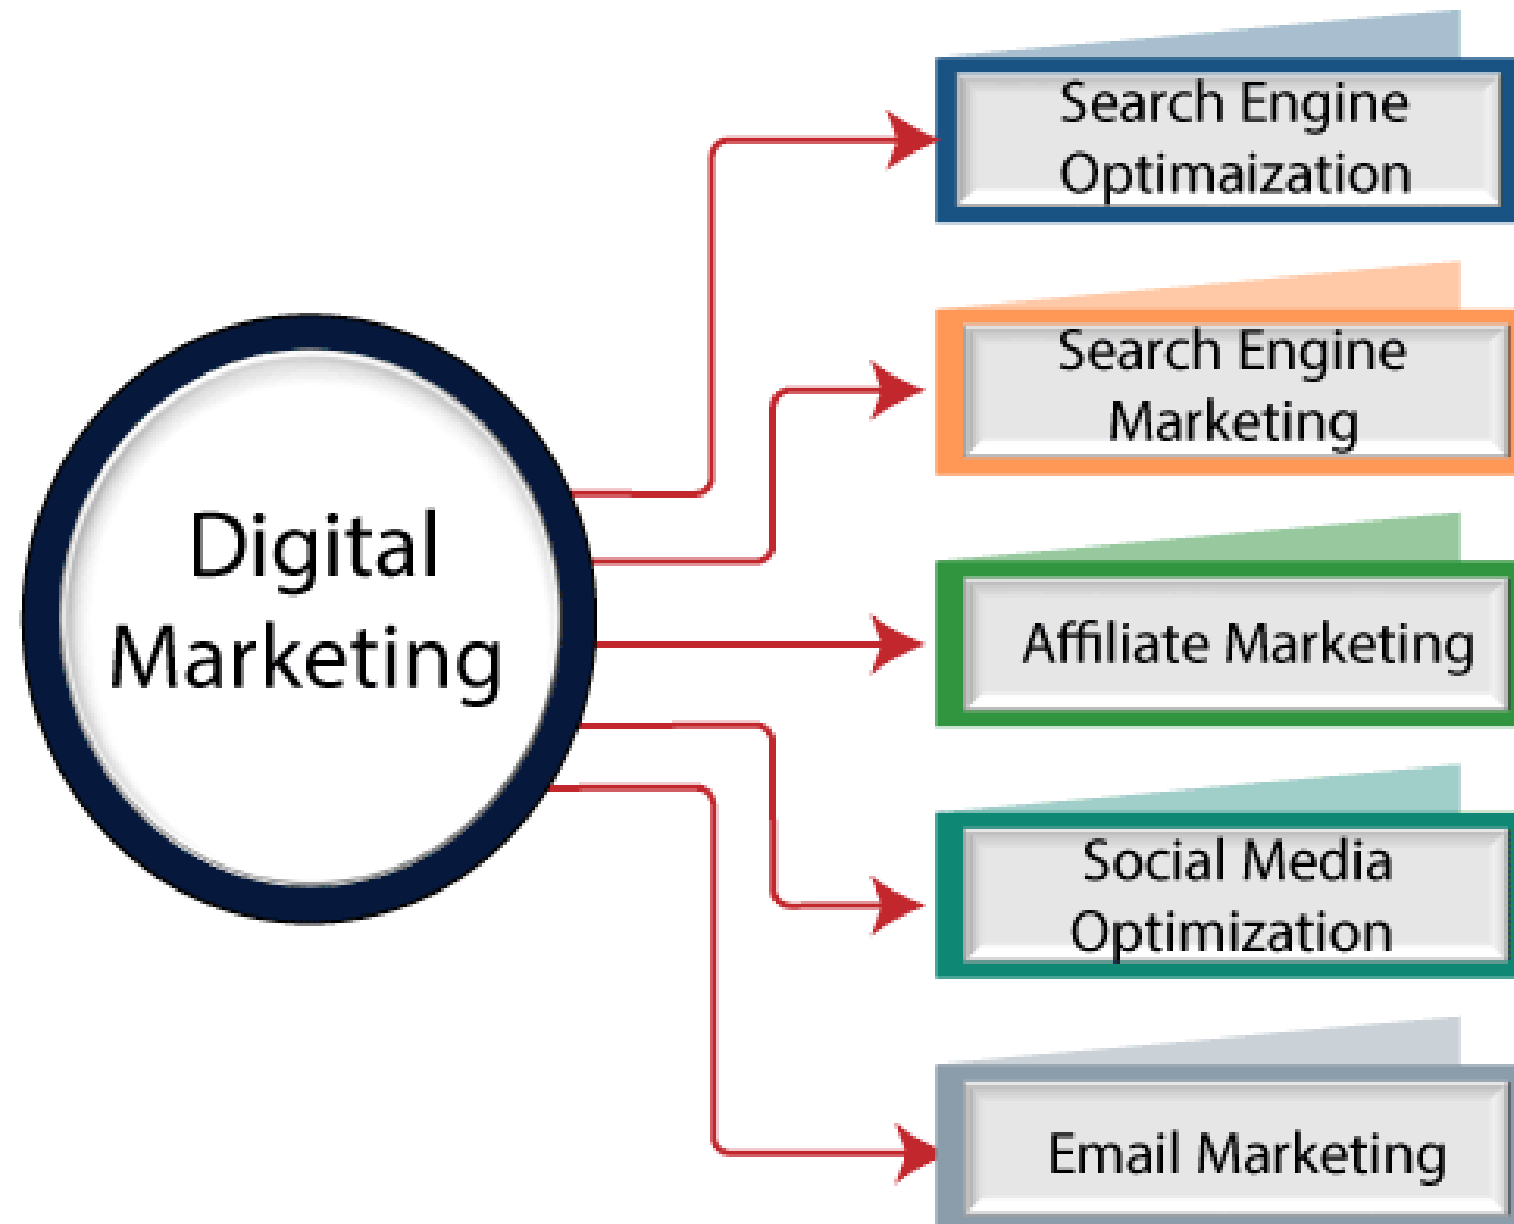 Digital
Marketing
Search Engine
Optimaization
Search Engine
Marketing
Affiliate Marketing
Social Media
Optimization
Email Marketing